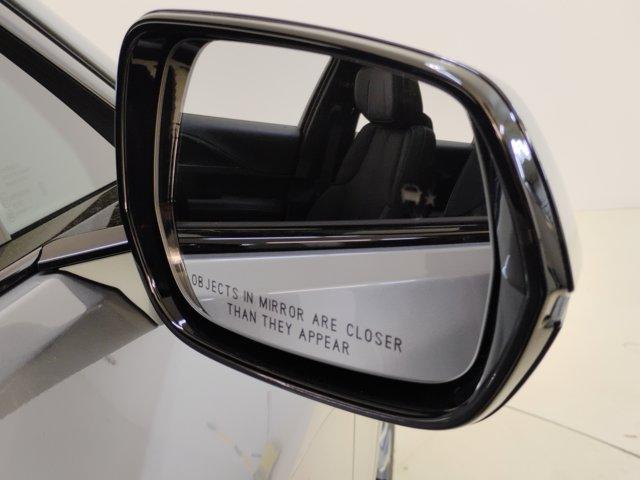 OBJECTS IN MIRROR ARE CLOSER
THAN THEY APPEAR